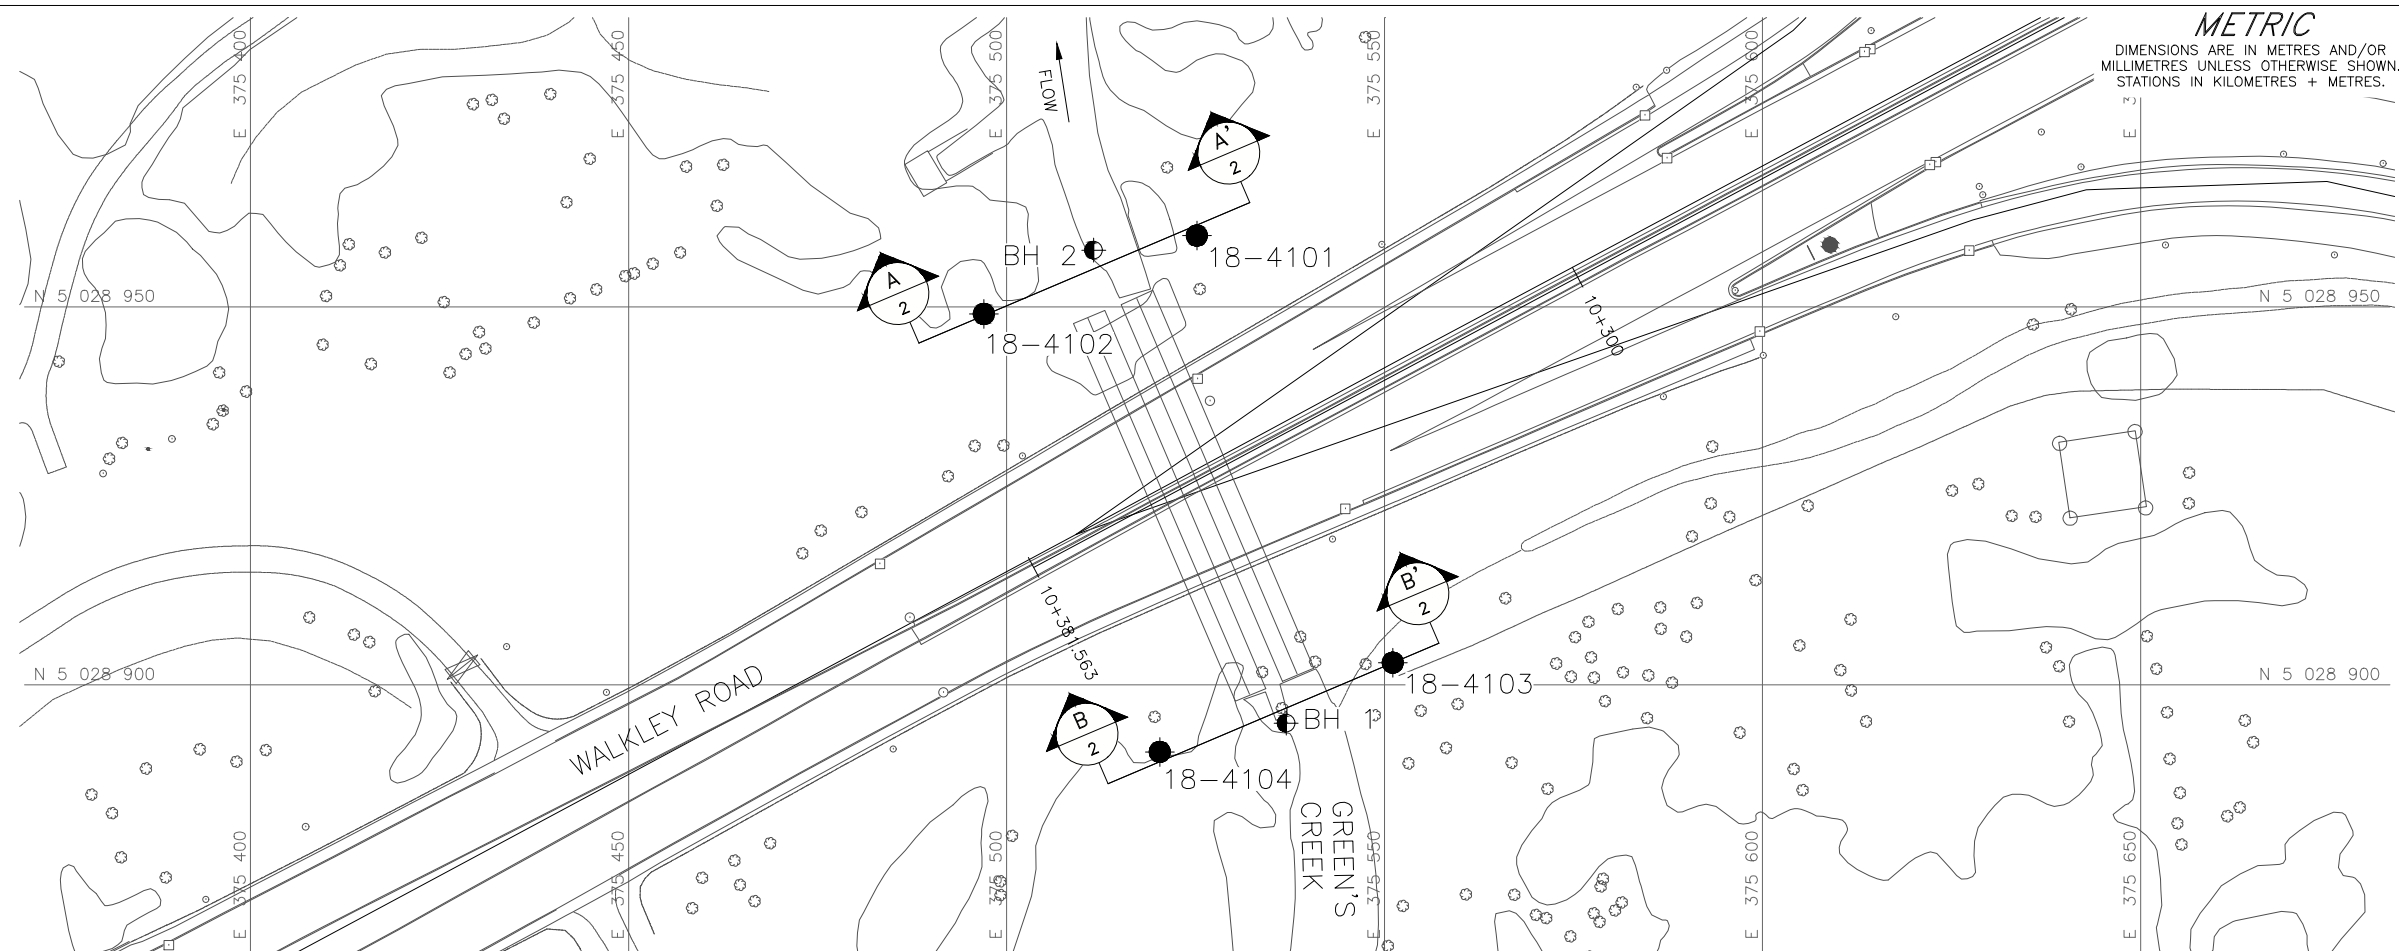 METRIC
DIMENSIONS ARE IN METRES AND/OR
MILLIMETRES UNLESS OTHERWISE SHOWN.
STATIONS IN KILOMETRES + METRES.
E 375 400
E 375 450
E 375 500
E 375 550
E 375 600
E
FLOW
A'
2
BH 2
18-4101
A
2
18-4102
N 5 028 950
N 5 028 950
10+300
B'
2
10+381.563
18-4103
N 5 028 900
N 5 028 900
WALKLEY ROAD
B
2
BH 1
18-4104
GREEN'S
CREEK
E 375 400
E 375 450
E 375 500
E 375 550
E 375 600
E 375 650